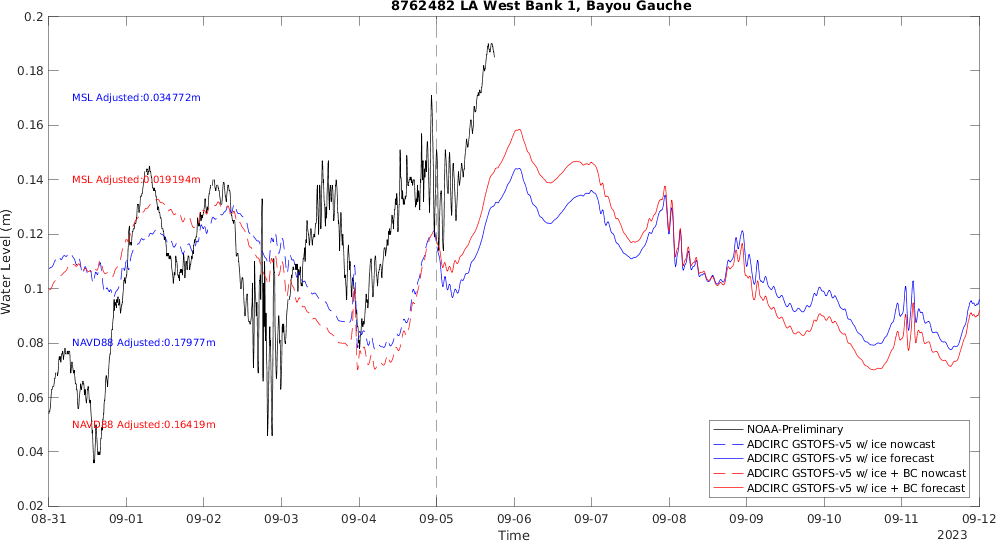 8762482 LA West Bank 1, Bayou Gauche
0.2
0.18
0.16
0.14
0.12
0.1
0.08
0.06
0.04
0.02
Water Level (m)
MSL Adjusted:0.034772m
MSL Adjusted:0.019194m
NAVD88 Adjusted:0.17977m
NAVD88 Adjusted:0.16419m
NOAA-Preliminary
ADCIRC GSTOFS-v5 w/ ice nowcast
ADCIRC GSTOFS-v5 w/ ice forecast
ADCIRC GSTOFS-v5 w/ ice + BC nowcast
ADCIRC GSTOFS-v5 w/ ice + BC forecast
08-31 09-01 09-02 09-03 09-04 09-05 09-06 09-07 09-08 09-09 09-10 09-11 09-12
Time
2023